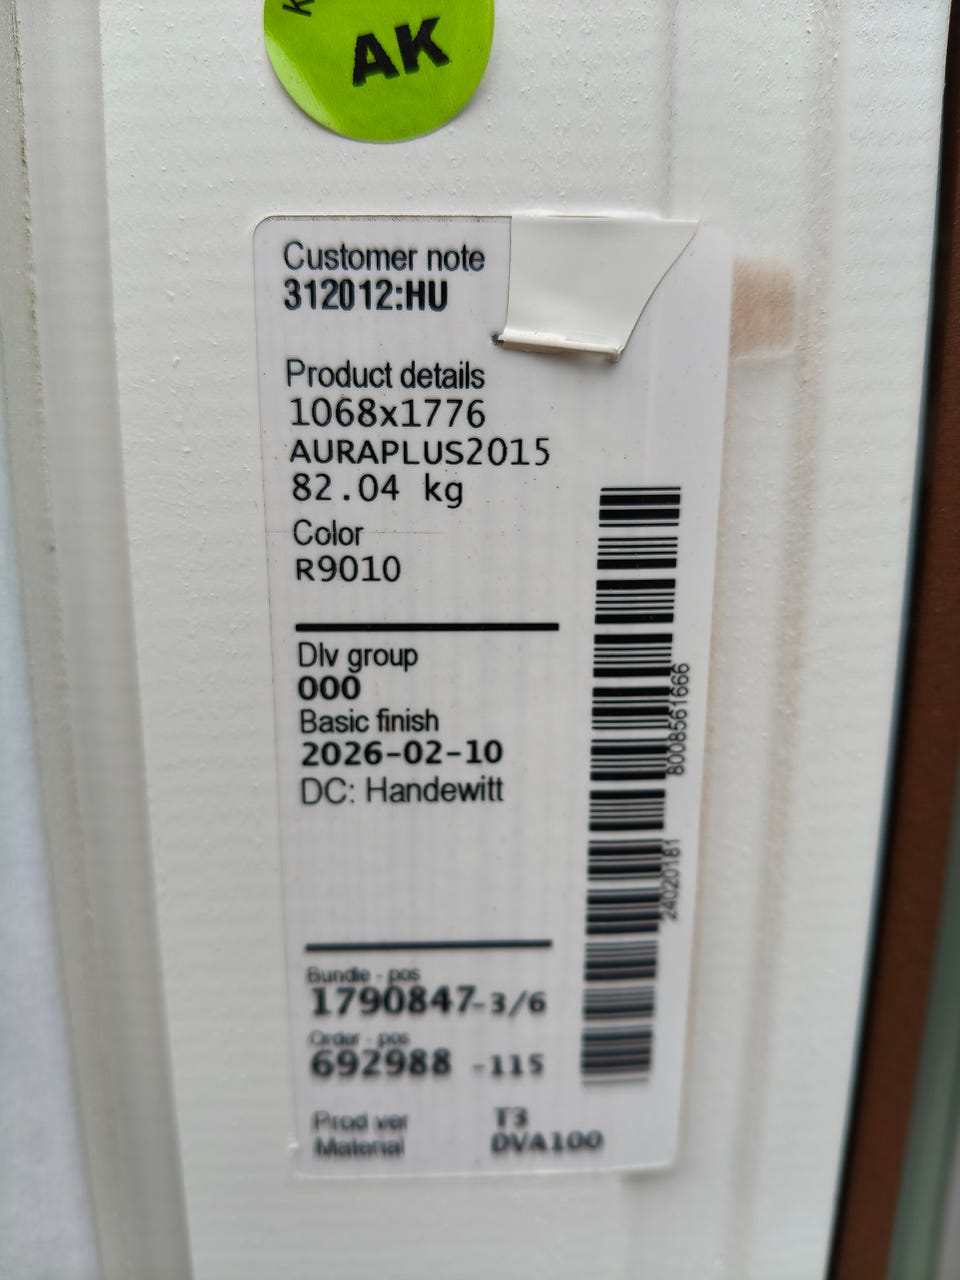 AK
Customer note
312012:HU
Product details
1068x1776
AURAPLUS2015
82.04 kg
Color
R9010
Dlv group
000
Basic finish
2026-02-10
DC: Handewitt
Bundle - pos
1790847-3/6
Order - pos
692988 -115
Prod ver T3
Material DVA100
8008561666
24020181